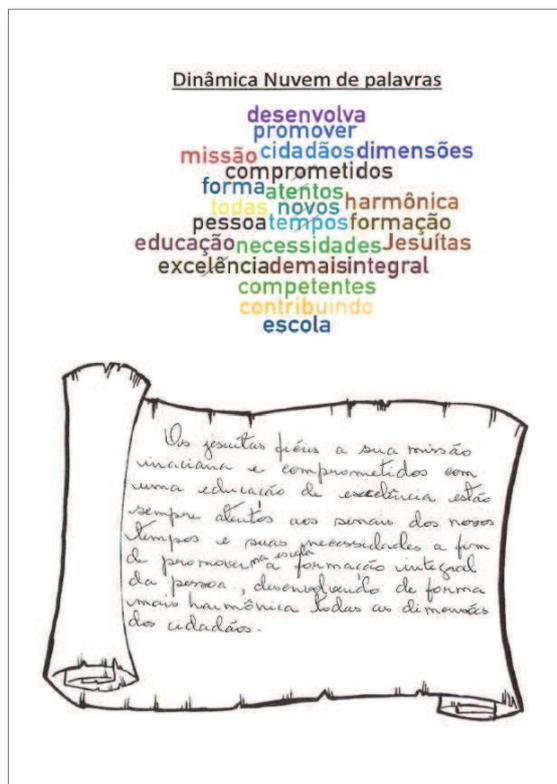 Dinâmica Nuvem de palavras
desenvolva
promover
missão cidadãos dimensões
comprometidos
forma atentos
todas novos harmônica
pessoa tempos formação
educação necessidades Jesuítas
excelência demais integral
competentes
contribuindo
escola
Os jesuítas fiéis a sua missão
inaciana e comprometidos com
uma educação de excelência estão
sempre atentos aos sinais dos novos
tempos e suas necessidades a fim
de promover na escola a formação integral
da pessoa, desenvolvendo de forma
mais harmônica todas as dimensões
dos cidadãos.